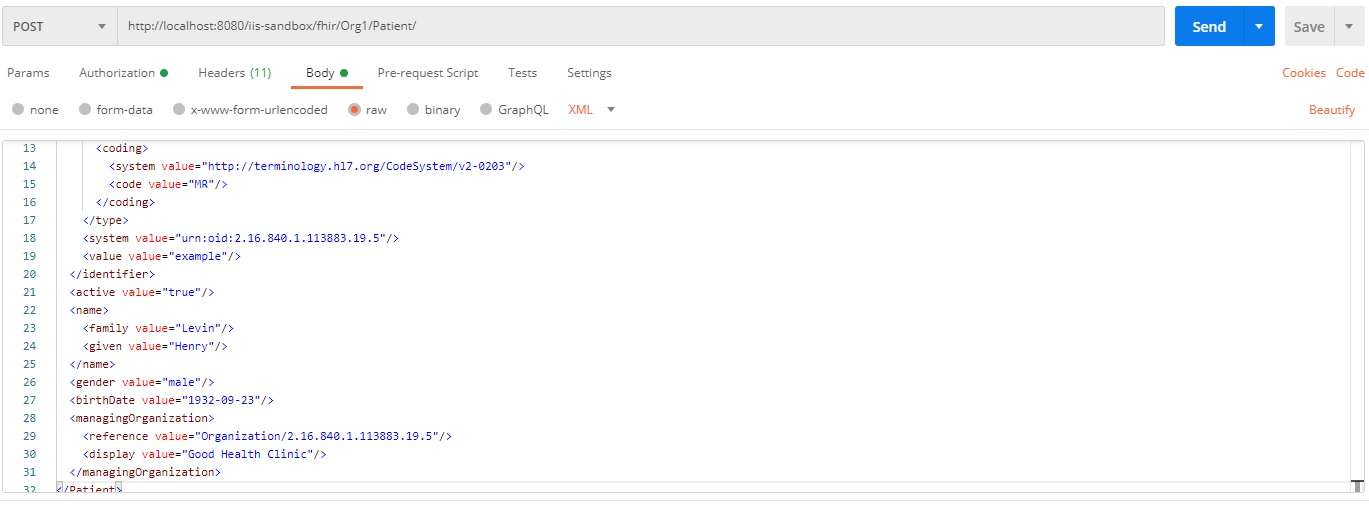 POST http://localhost:8080/iis-sandbox/fhir/Org1/Patient/ Send Save
Params Authorization Headers (11) Body Pre-request Script Tests Settings Cookies Code
none form-data x-www-form-urlencoded raw binary GraphQL XML Beautify
13 <coding>
14 <system value="http://terminology.hl7.org/CodeSystem/v2-0203"/>
15 <code value="MR"/>
16 </coding>
17 </type>
18 <system value="urn:oid:2.16.840.1.113883.19.5"/>
19 <value value="example"/>
20 </identifier>
21 <active value="true"/>
22 <name>
23 <family value="Levin"/>
24 <given value="Henry"/>
25 </name>
26 <gender value="male"/>
27 <birthDate value="1932-09-23"/>
28 <managingOrganization>
29 <reference value="Organization/2.16.840.1.113883.19.5"/>
30 <display value="Good Health Clinic"/>
31 </managingOrganization>
32 </Patient>